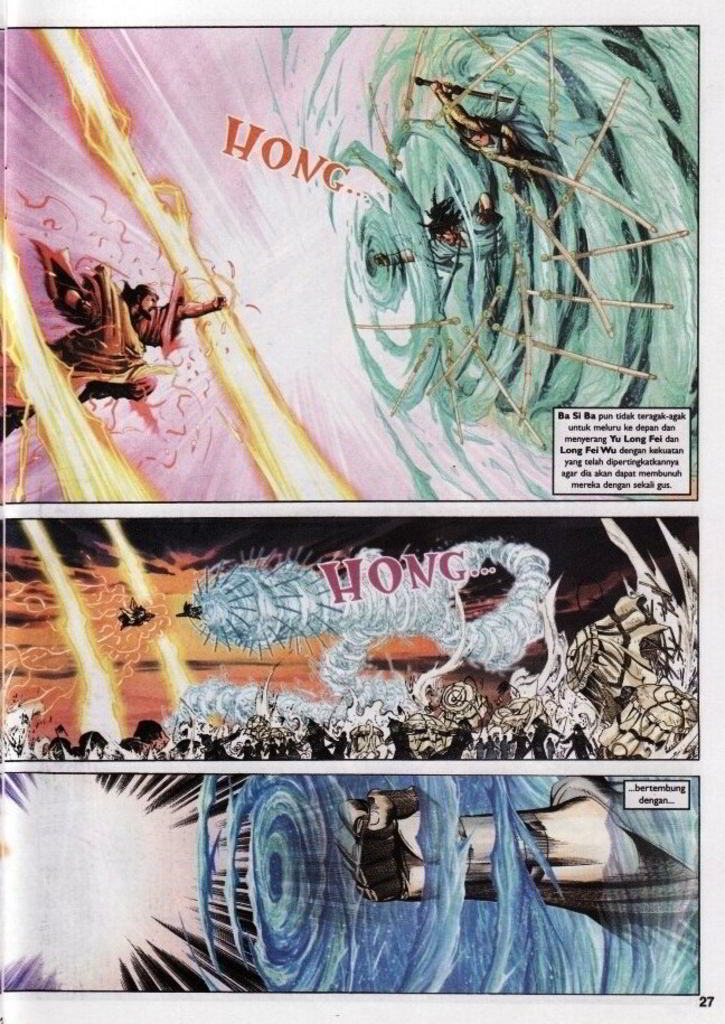 HONG...
Ba Si Ba pun tidak teragak-agak
untuk meluru ke depan dan
menyerang Yu Long Fei dan
Long Fei Wu dengan kekuatan
yang telah dipertingkatkannya
agar dia akan dapat membunuh
mereka dengan sekali gus.
HONG...
...bertembung
dengan...
27